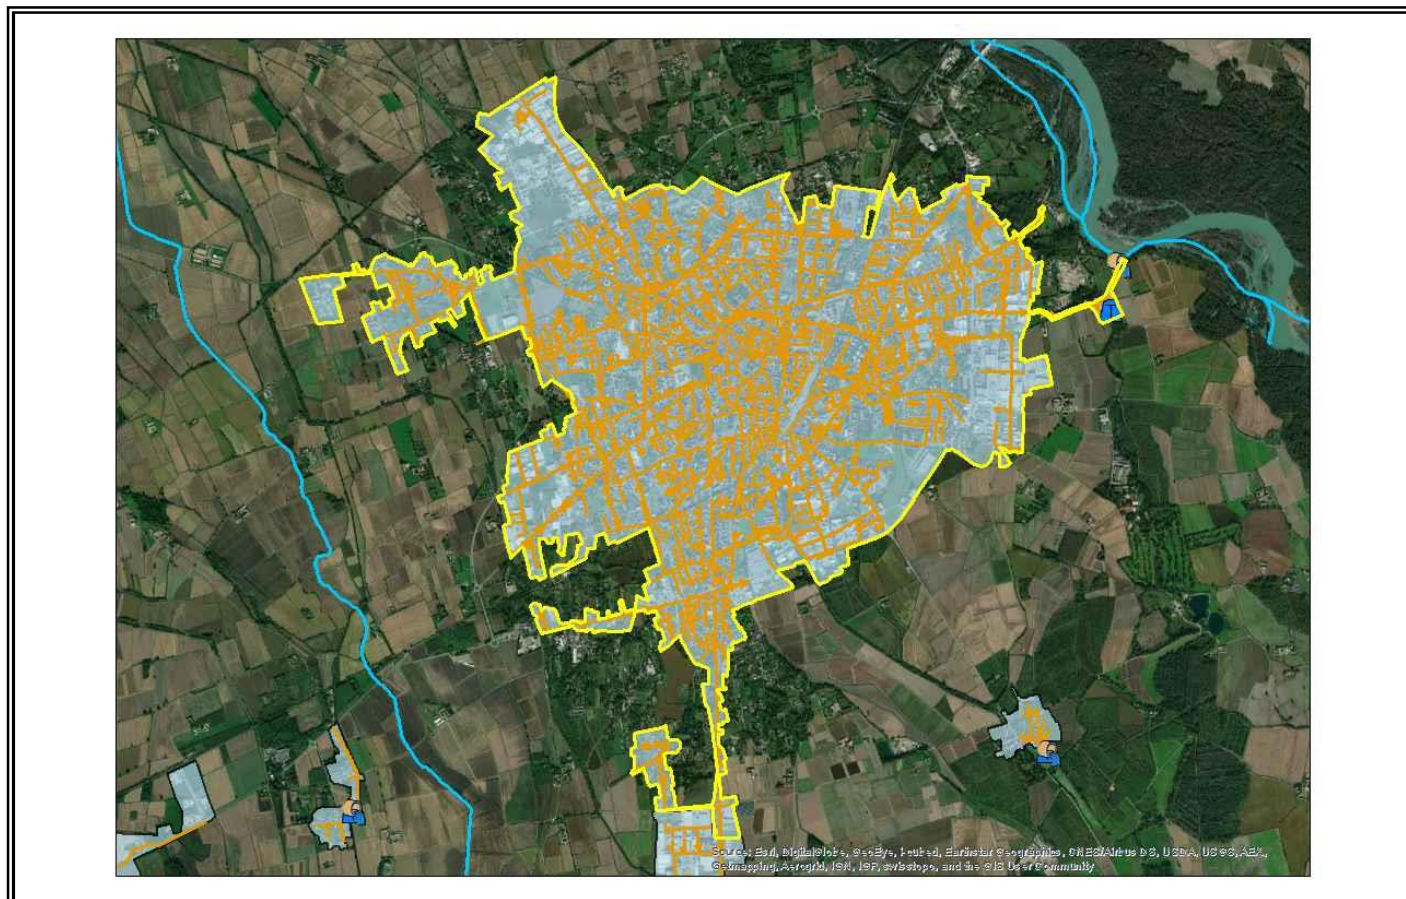 Source: Esri, DigitalGlobe, GeoEye, i-cubed, Earthstar Geographics, CNES/Airbus DS, USDA, USGS, AEX,
Getmapping, Aerogrid, IGN, IGP, swisstopo, and the GIS User Community